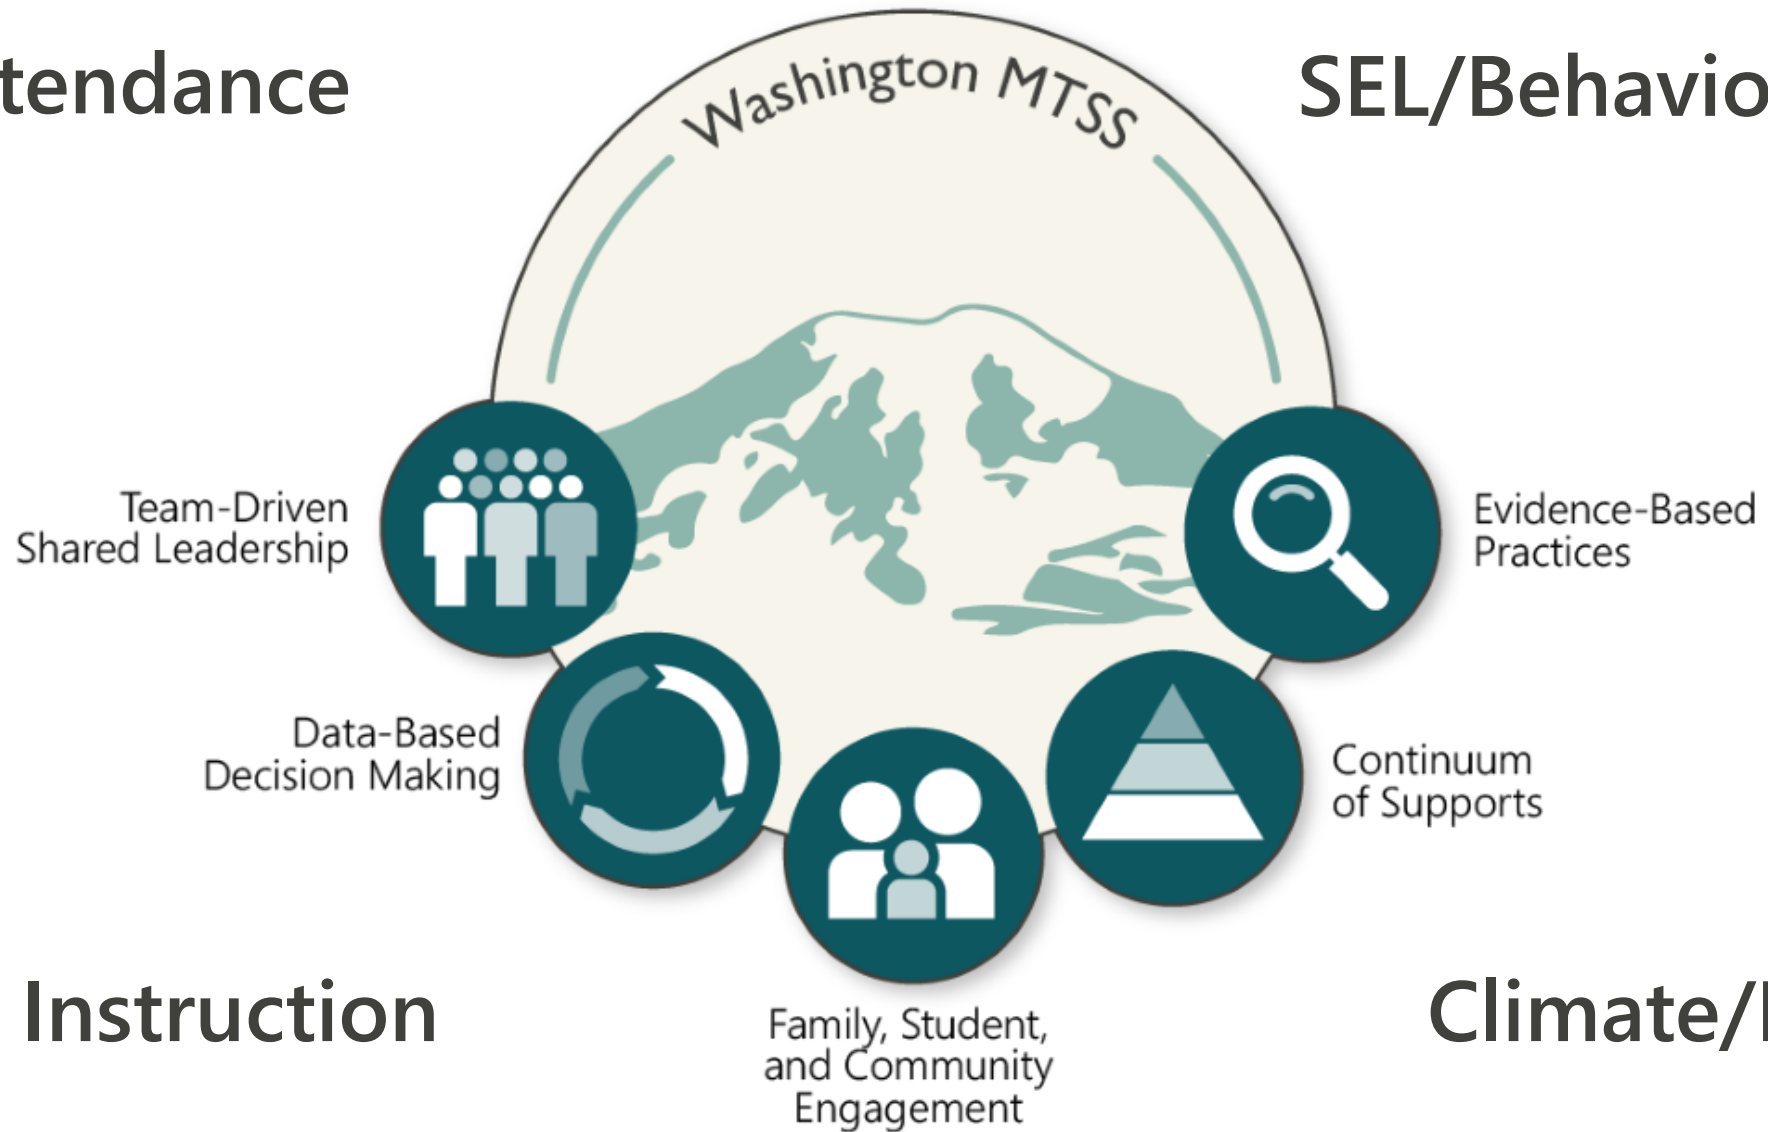 tendance
Washington MTSS
SEL/Behavio
Team-Driven
Shared Leadership
Evidence-Based
Practices
Data-Based
Decision Making
Continuum
of Supports
Instruction
Climate/
Family, Student,
and Community
Engagement